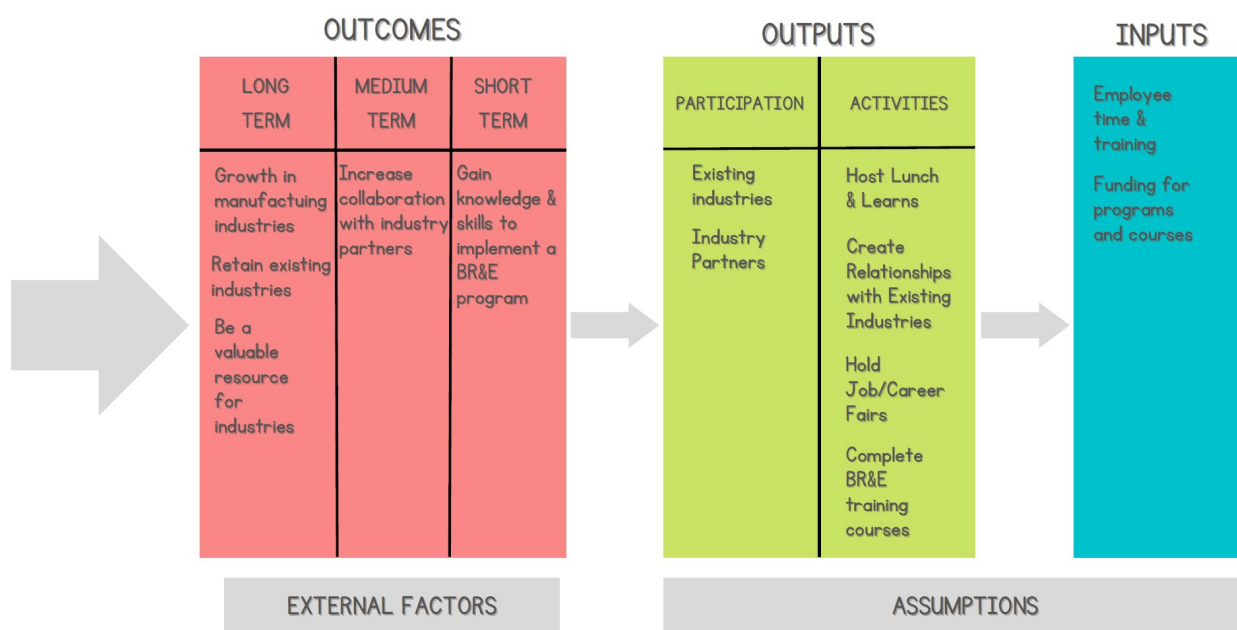 OUTCOMES
LONG
TERM
MEDIUM
TERM
SHORT
TERM
Growth in
manufactuing
industries
Retain existing
industries
Be a
valuable
resource
for
industries
Increase
collaboration
with industry
partners
Gain
knowledge &
skills to
implement a
BR&E
program
EXTERNAL FACTORS
OUTPUTS
PARTICIPATION
ACTIVITIES
Existing
industries
Industry
Partners
Host Lunch
& Learns
Create
Relationships
with Existing
Industries
Hold
Job/Career
Fairs
Complete
BR&E
training
courses
INPUTS
Employee
time &
training
Funding for
programs
and courses
ASSUMPTIONS